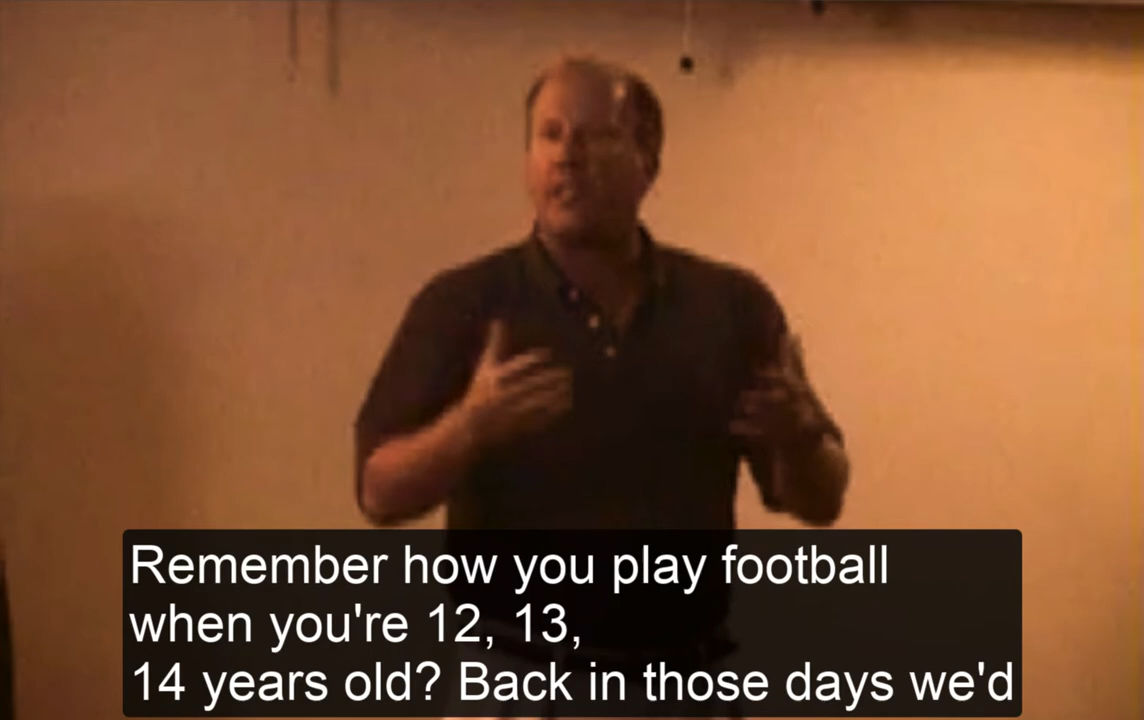 Remember how you play football
when you're 12, 13,
14 years old? Back in those days we'd